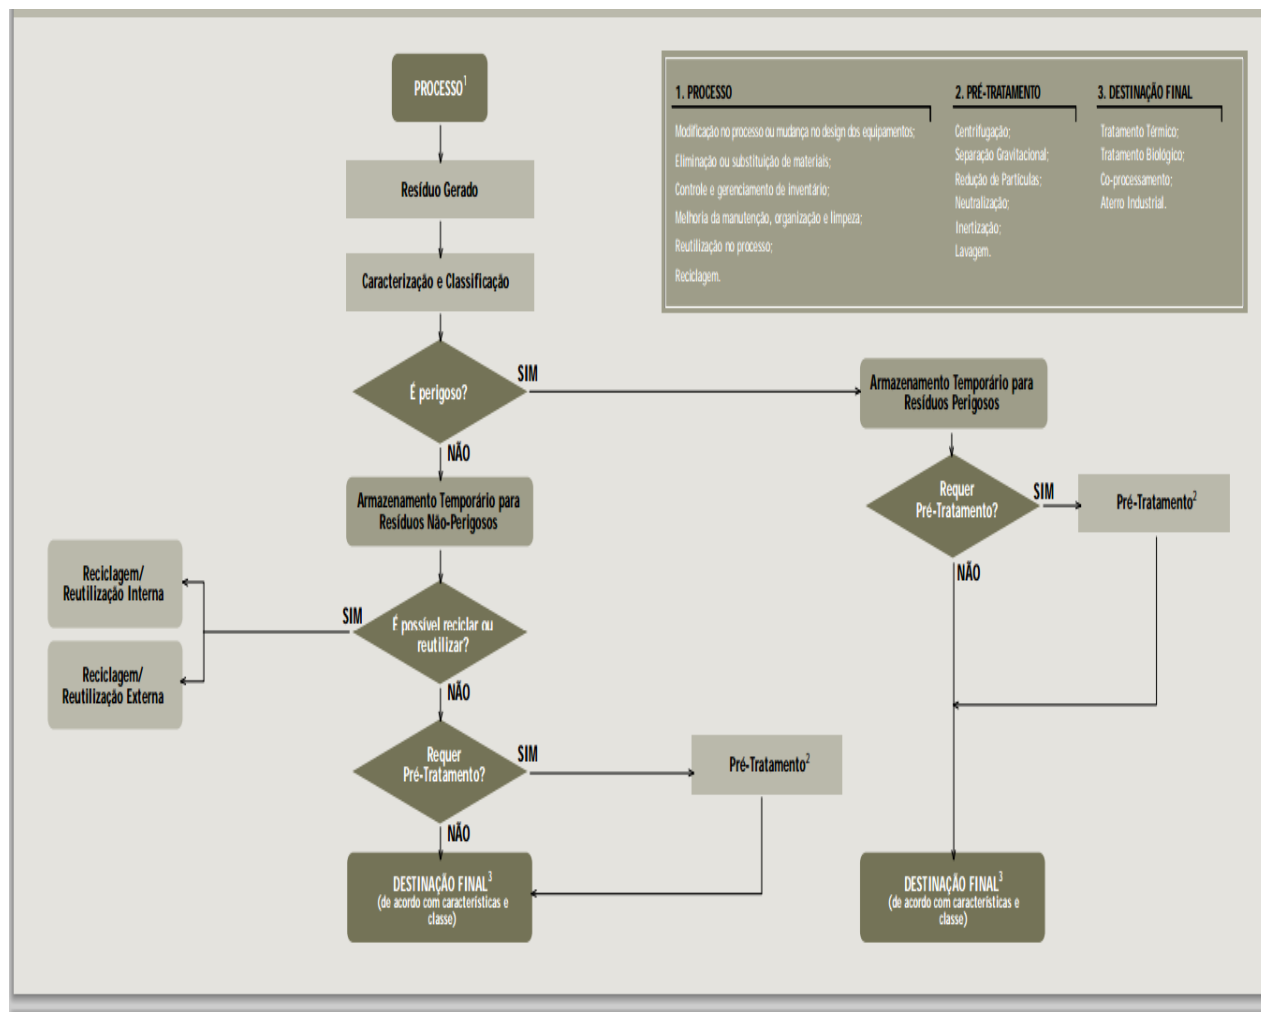 PROCESSO1
Resíduo Gerado
Caracterização e Classificação
É perigoso?
SIM
NÃO
Armazenamento Temporário para
Resíduos Não-Perigosos
É possível reciclar ou
reutilizar?
SIM
Reciclagem/
Reutilização Interna
Reciclagem/
Reutilização Externa
NÃO
Requer
Pré-Tratamento?
SIM
Pré-Tratamento2
NÃO
DESTINAÇÃO FINAL3
(de acordo com características e
classe)
1. PROCESSO
Modificação no processo ou mudança no design dos equipamentos;
Eliminação ou substituição de materiais;
Controle e gerenciamento de inventário;
Melhoria da manutenção, organização e limpeza;
Reutilização no processo;
Reciclagem.
2. PRÉ-TRATAMENTO
Centrifugação;
Separação Gravitacional;
Redução de Partículas;
Neutralização;
Inertização;
Lavagem.
3. DESTINAÇÃO FINAL
Tratamento Térmico;
Tratamento Biológico;
Co-processamento;
Aterro Industrial.
Armazenamento Temporário para
Resíduos Perigosos
Requer
Pré-Tratamento?
SIM
Pré-Tratamento2
NÃO
DESTINAÇÃO FINAL3
(de acordo com características e
classe)